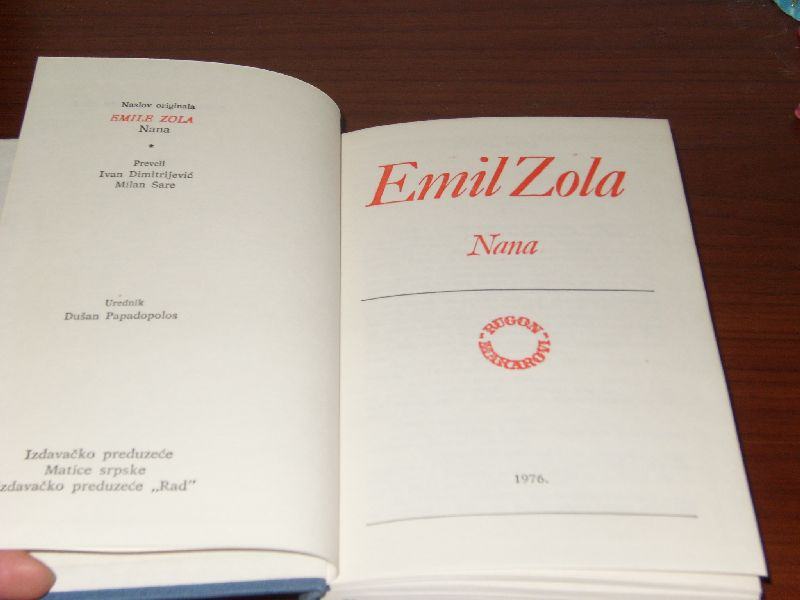 Naslov originala
EMILE ZOLA
Nana
*
Preveli
Ivan Dimitrijević
Milan Sare
Urednik
Dušan Papadopolos
Izdavačko preduzeće
Matice srpske
zdavačko preduzeće „Rad”
Emil Zola
Nana
-RUGON-
MAKAROVI
1976.